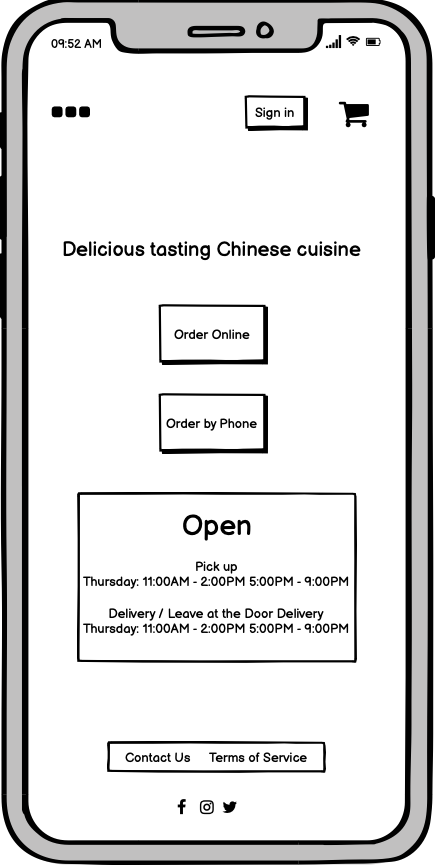 09:52 AM
Sign in
Delicious tasting Chinese cuisine
Order Online
Order by Phone
Open
Pick up
Thursday: 11:00AM - 2:00PM 5:00PM - 9:00PM
Delivery / Leave at the Door Delivery
Thursday: 11:00AM - 2:00PM 5:00PM - 9:00PM
Contact Us Terms of Service